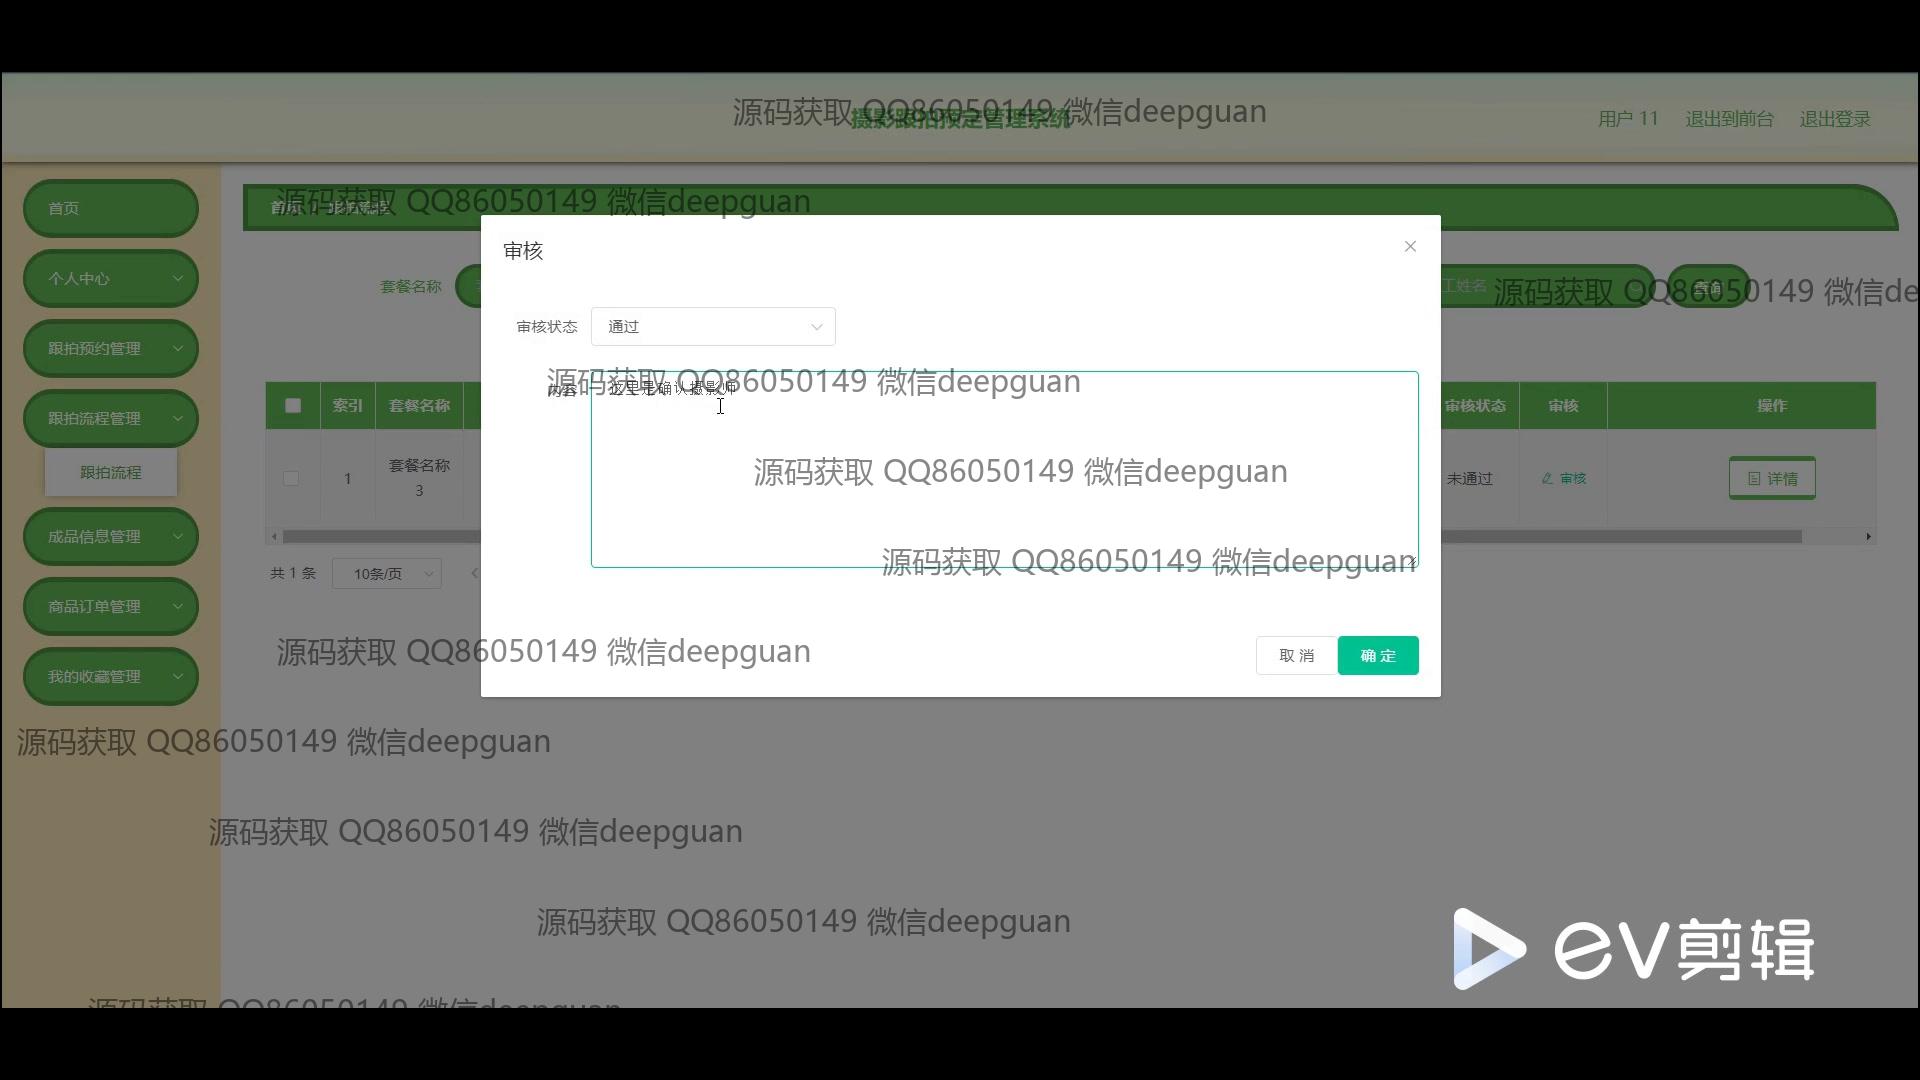 源码获取 QQ86050149 微信deepguan
摄影跟拍预定管理系统
用户 11
退出到前台
退出登录
首页
个人中心
跟拍预约管理
跟拍流程管理
跟拍流程
成品信息管理
商品订单管理
我的收藏管理
源码获取 QQ86050149 微信deepguan
首页
套餐名称
工姓名
查询
源码获取 QQ86050149 微信de
索引
套餐名称
审核状态
审核
操作
1
套餐名称
3
未通过
审核
详情
共 1 条
10条/页
审核
审核状态
通过
内容
这里是确认摄影师
源码获取 QQ86050149 微信deepguan
源码获取 QQ86050149 微信deepguan
源码获取 QQ86050149 微信deepguan
取消
确定
源码获取 QQ86050149 微信deepguan
源码获取 QQ86050149 微信deepguan
源码获取 QQ86050149 微信deepguan
源码获取 QQ86050149 微信deepguan
源码获取 QQ86050149 微信deepguan
EV剪辑